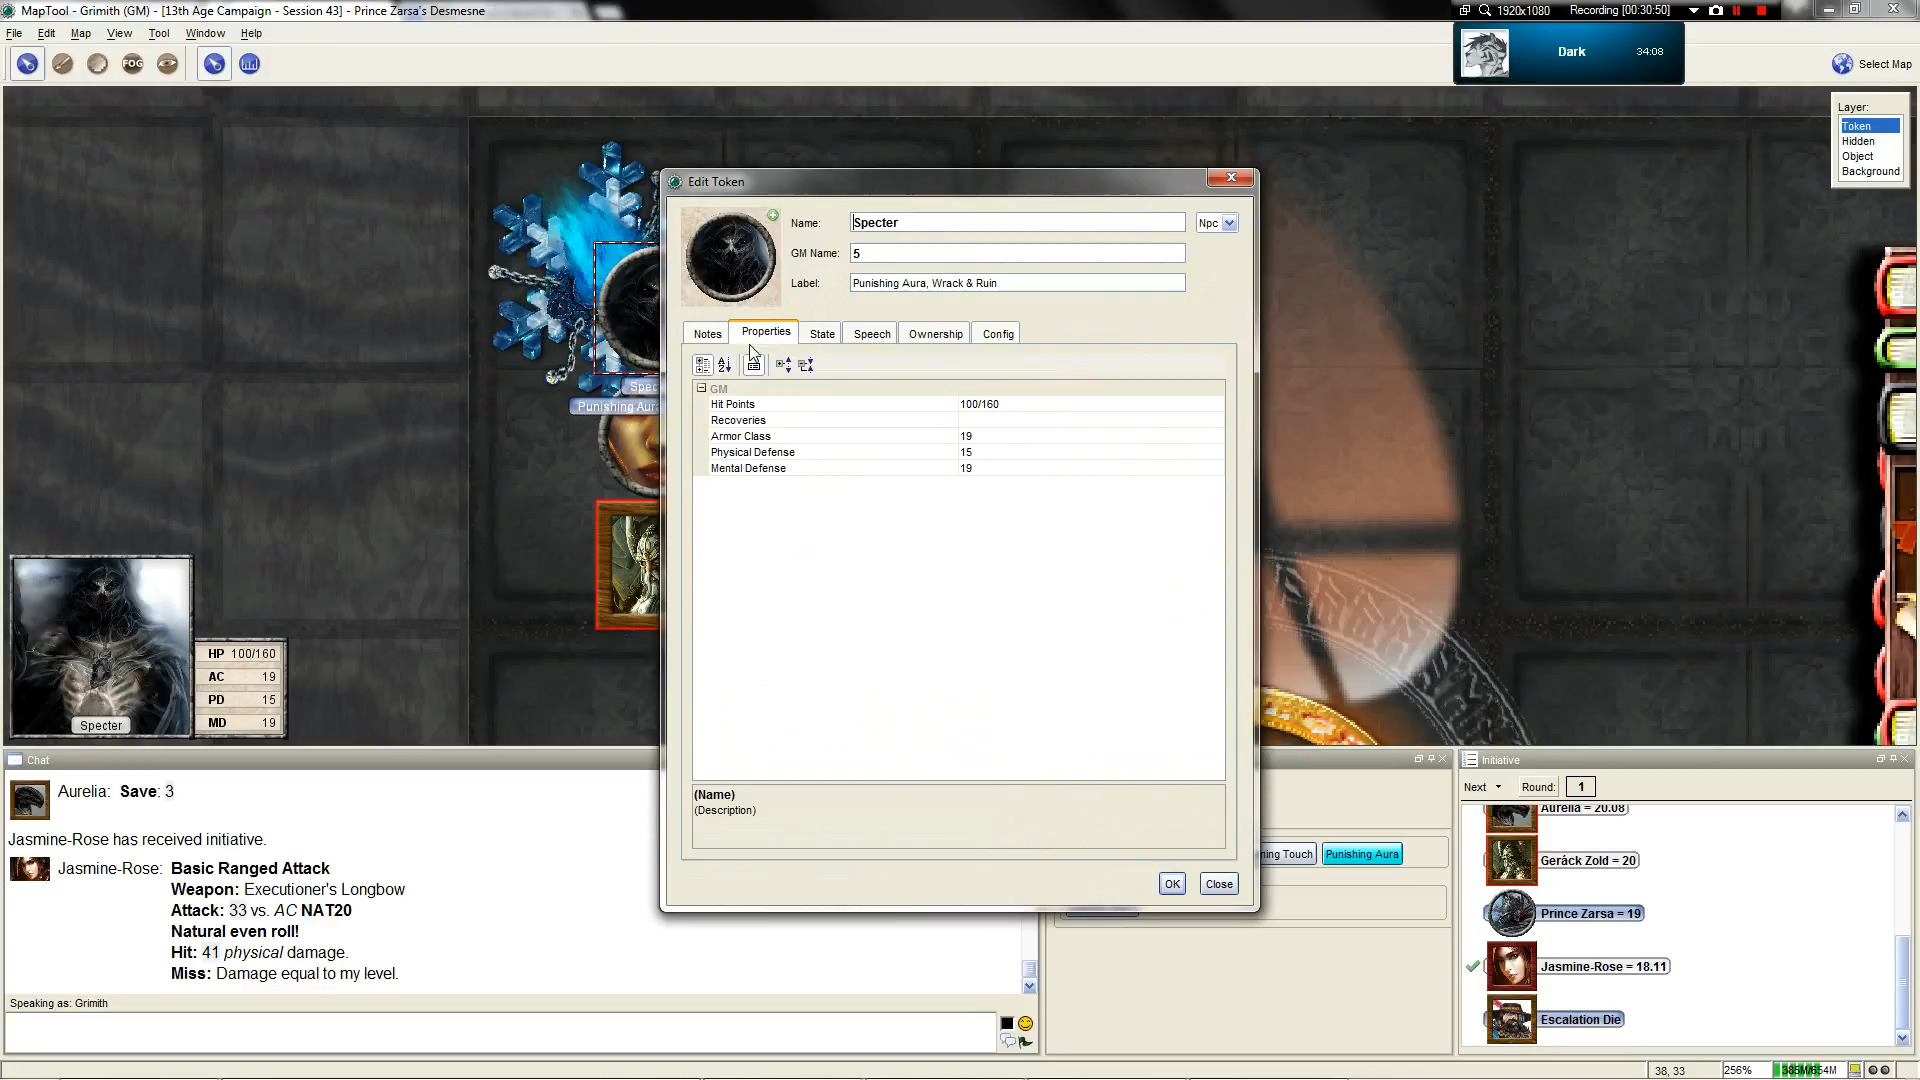 MapTool - Grimith (GM) - [13th Age Campaign - Session 43] - Prince Zarsa's Desmesne
1920x1080 Recording [00:30:50]
File Edit Map View Tool Window Help
Dark 34:08
FOG
Select Map
Layer:
Token
Hidden
Object
Background
Edit Token
Name: Specter Npc
GM Name: 5
Label: Punishing Aura, Wrack & Ruin
Notes Properties State Speech Ownership Config
GM
Hit Points 100/160
Recoveries
Armor Class 19
Physical Defense 15
Mental Defense 19
Punishing Aura
(Name)
(Description)
OK Close
HP 100/160
AC 19
PD 15
MD 19
Specter
Chat
Aurelia: Save: 3
Jasmine-Rose has received initiative.
Jasmine-Rose: Basic Ranged Attack
Weapon: Executioner's Longbow
Attack: 33 vs. AC NAT20
Natural even roll!
Hit: 41 physical damage.
Miss: Damage equal to my level.
Speaking as: Grimith
Touch Punishing Aura
Initiative
Next Round: 1
Aurelia = 20.08
Geráck Zold = 20
Prince Zarsa = 19
Jasmine-Rose = 18.11
Escalation Die
38, 33 256% 385M/654M